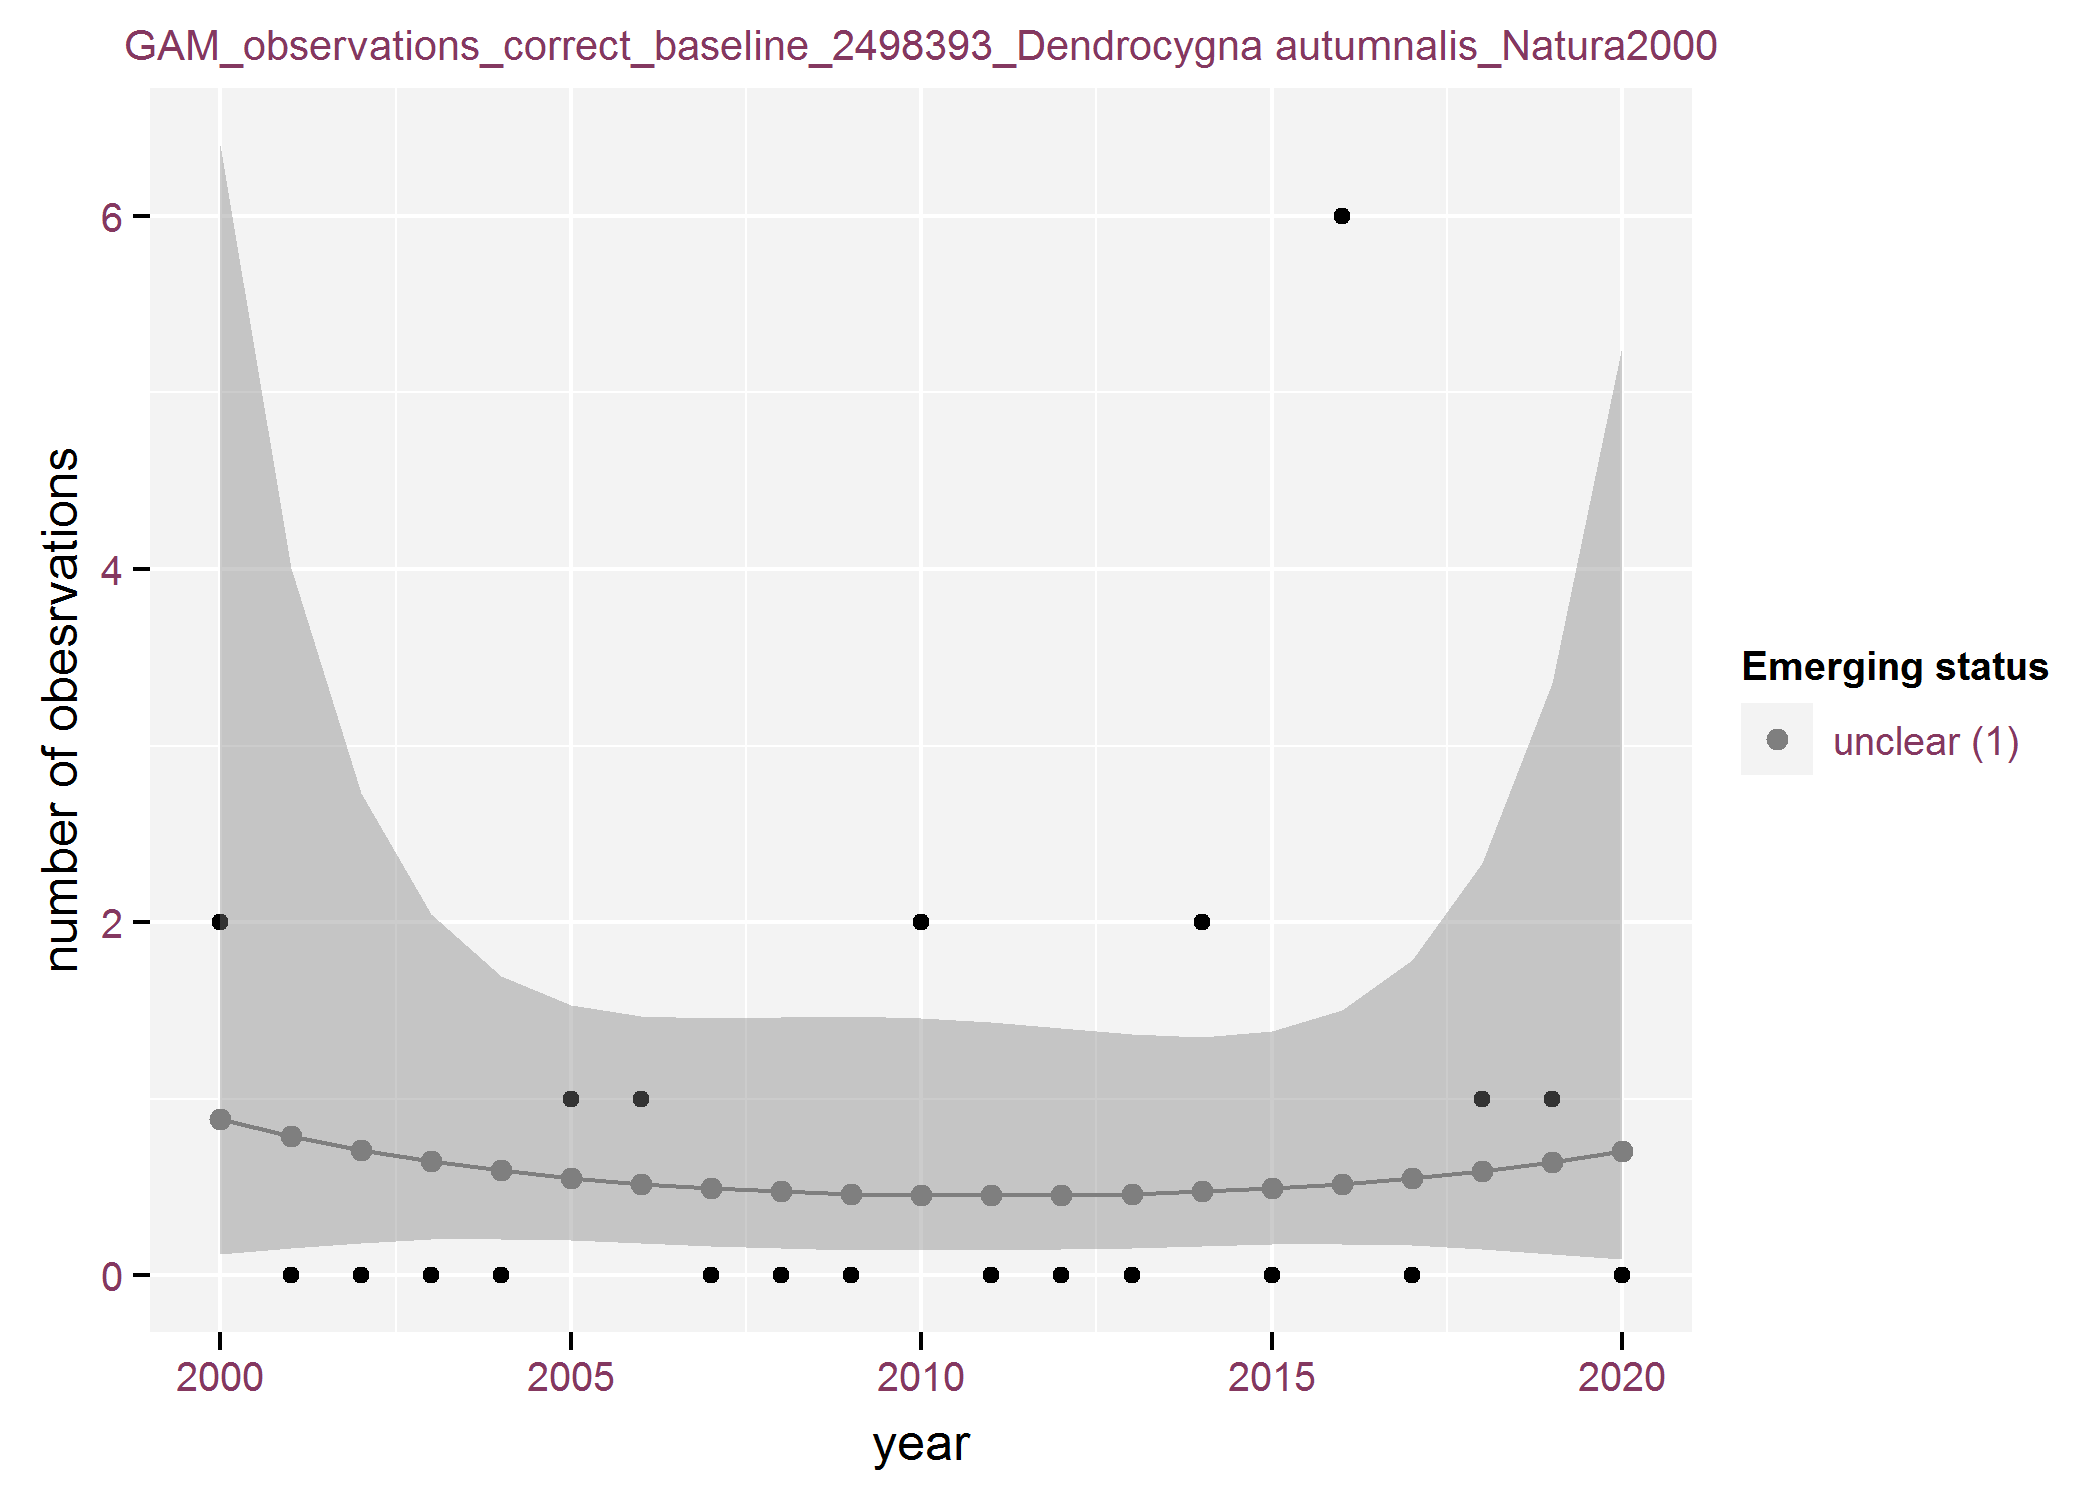 GAM_observations_correct_baseline_2498393_Dendrocygna autumnalis_Natura2000
number of obesrvations
6
4
2
0
2000
2005
2010
2015
2020
year
Emerging status
unclear (1)